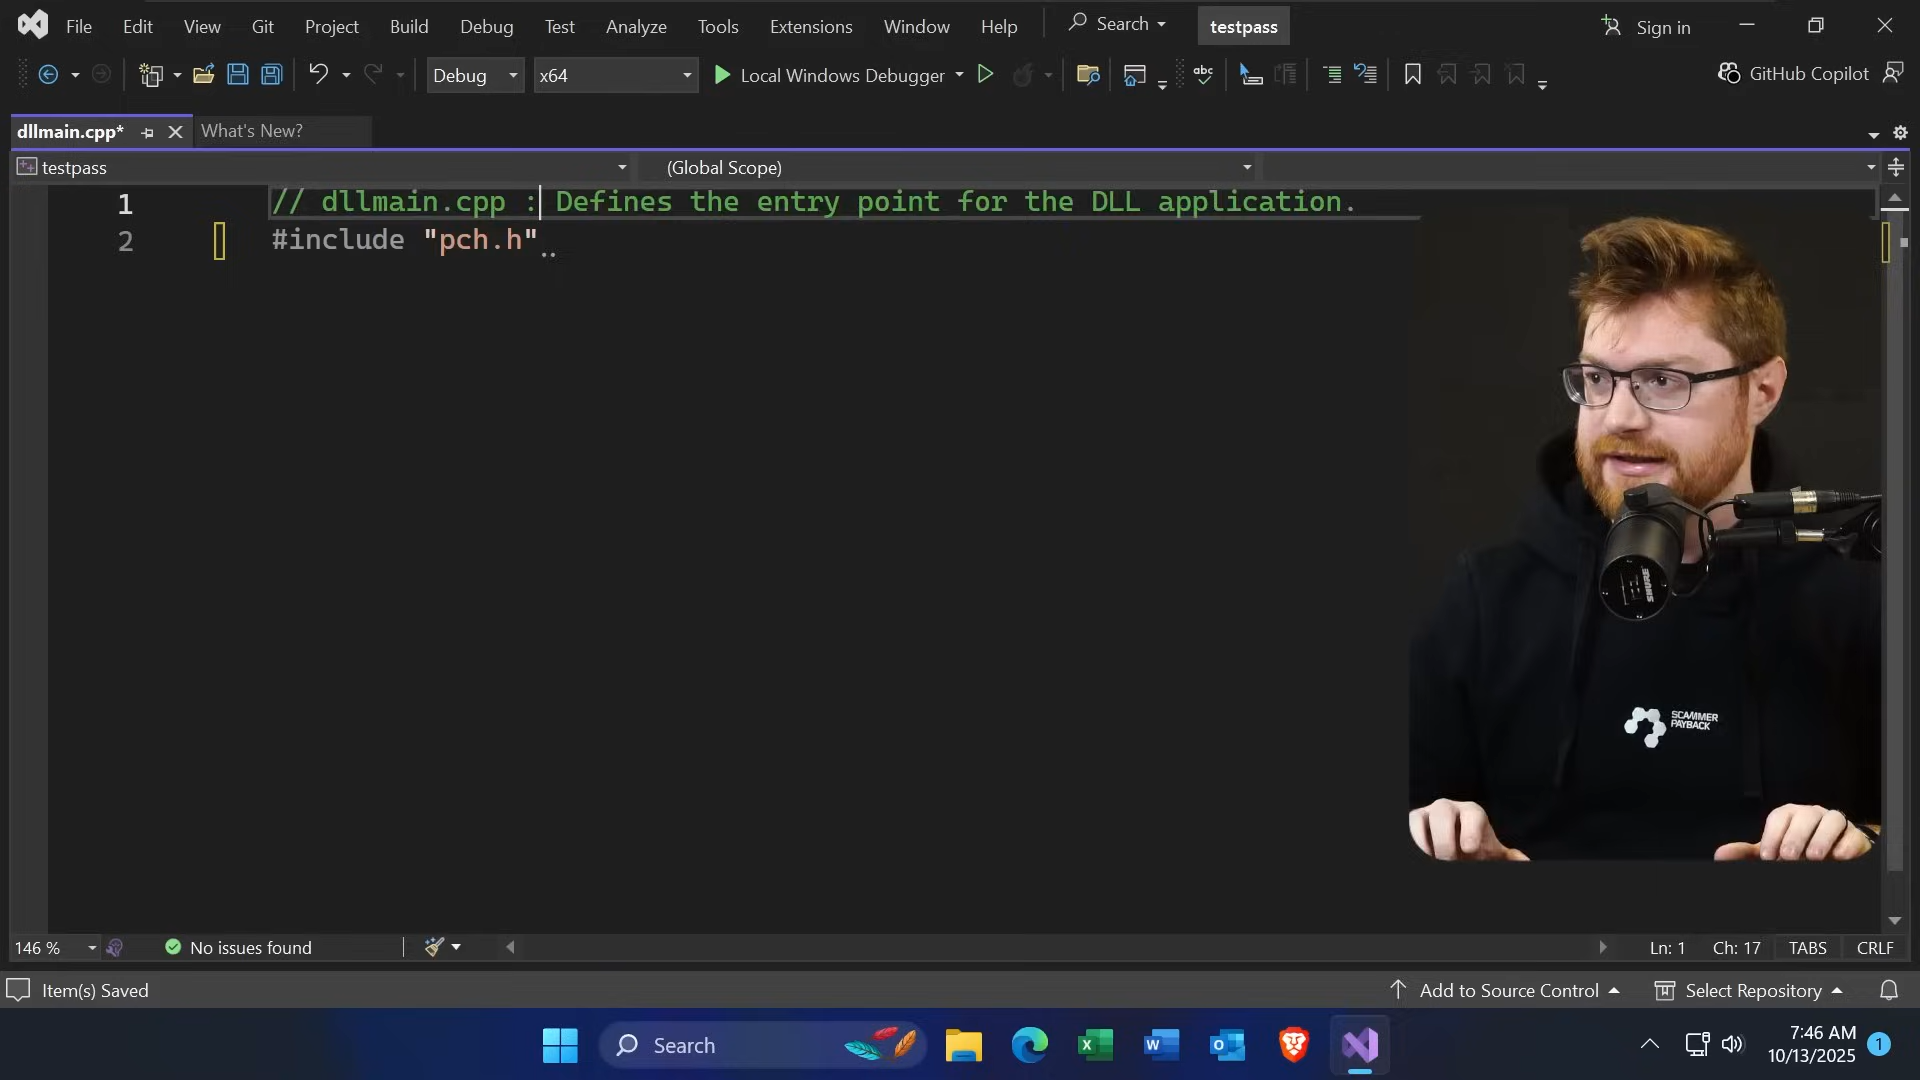 File Edit View Git Project Build Debug Test Analyze Tools Extensions Window Help Search testpass Sign in
Debug x64 Local Windows Debugger abc GitHub Copilot
dllmain.cpp* What's New?
testpass (Global Scope)
1 // dllmain.cpp : Defines the entry point for the DLL application.
2 #include "pch.h"
SHURE
SCAMMER
PAYBACK
146 % No issues found Ln: 1 Ch: 17 TABS CRLF
Item(s) Saved Add to Source Control Select Repository
Search 7:46 AM
10/13/2025 1